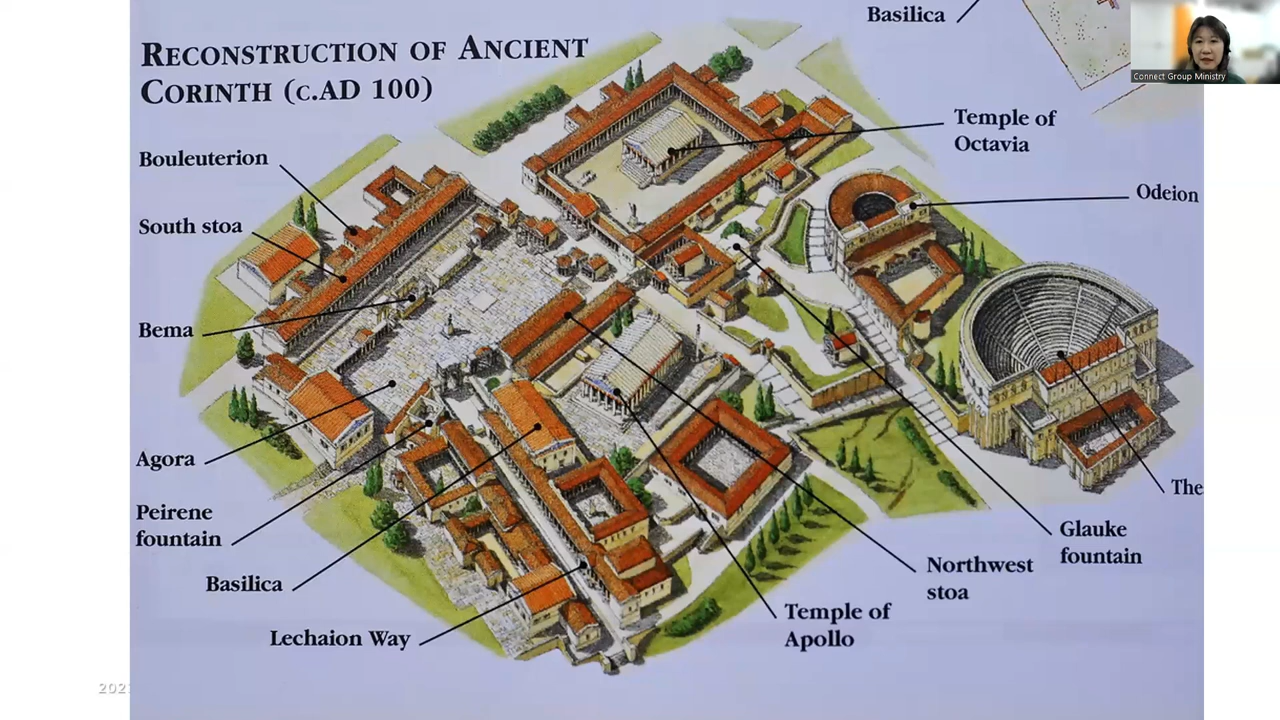 RECONSTRUCTION OF ANCIENT
CORINTH (C.AD 100)
Basilica
Connect Group Ministry
Temple of
Octavia
Bouleuterion
Odeion
South stoa
Bema
Agora
The
Peirene
fountain
Glauke
fountain
Northwest
stoa
Basilica
Temple of
Apollo
Lechaion Way
202